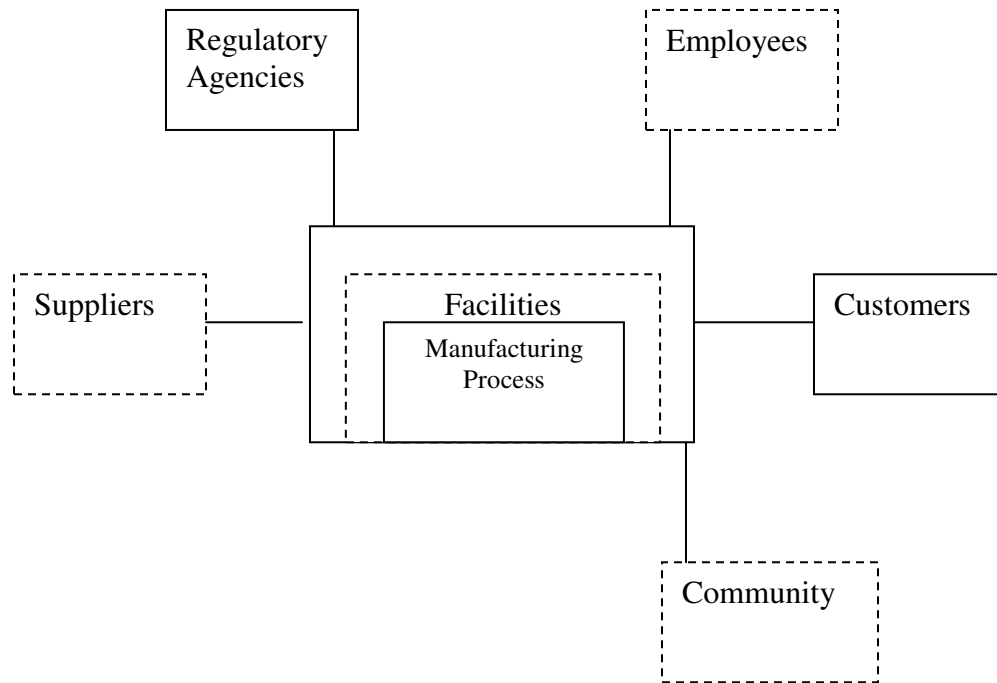 Regulatory
Agencies
Employees
Suppliers
Facilities
Manufacturing
Process
Customers
Community